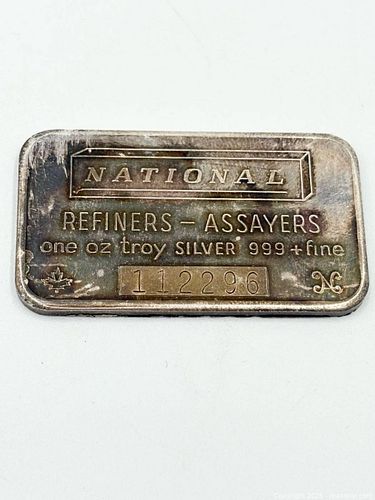 NATIONAL
REFINERS – ASSAYERS
one oz troy SILVER 999 + fine
112296